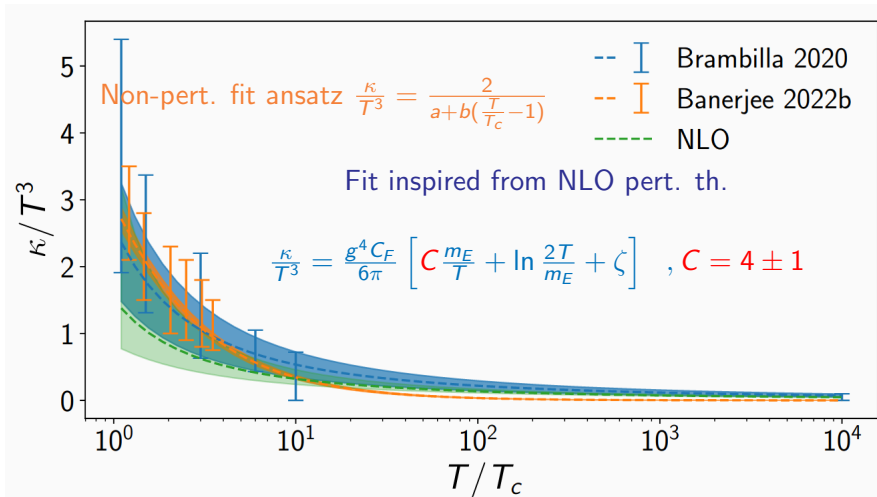 5
4
3
2
1
0
κ/T³
Non-pert. fit ansatz κ/T³ = 2/(a+b(T/T_c −1))
Brambilla 2020
Banerjee 2022b
NLO
Fit inspired from NLO pert. th.
κ/T³ = g⁴C_F/6π [C m_E/T + ln 2T/m_E + ζ] , C = 4 ± 1
10⁰ 10¹ 10² 10³ 10⁴
T/T_c